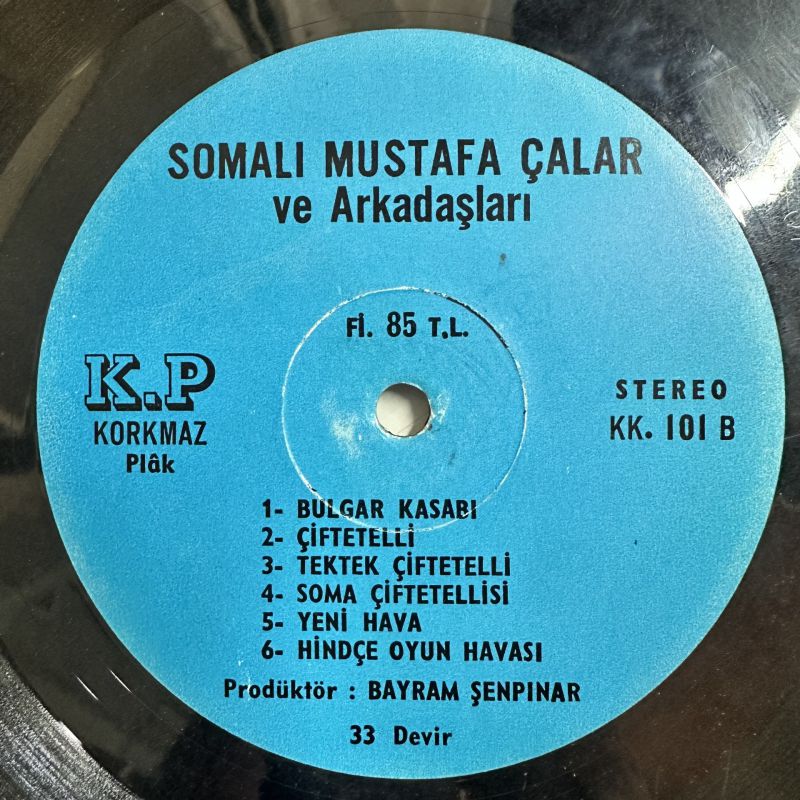 SOMALI MUSTAFA ÇALAR
ve Arkadaşları
Fİ. 85 T.L.
K.P
KORKMAZ
Plâk
STEREO
KK. 101 B
1- BULGAR KASABI
2- ÇİFTETELLİ
3- TEKTEK ÇİFTETELLİ
4- SOMA ÇİFTETELLİSİ
5- YENİ HAVA
6- HİNDÇE OYUN HAVASI
Prodüktör : BAYRAM ŞENPINAR
33 Devir